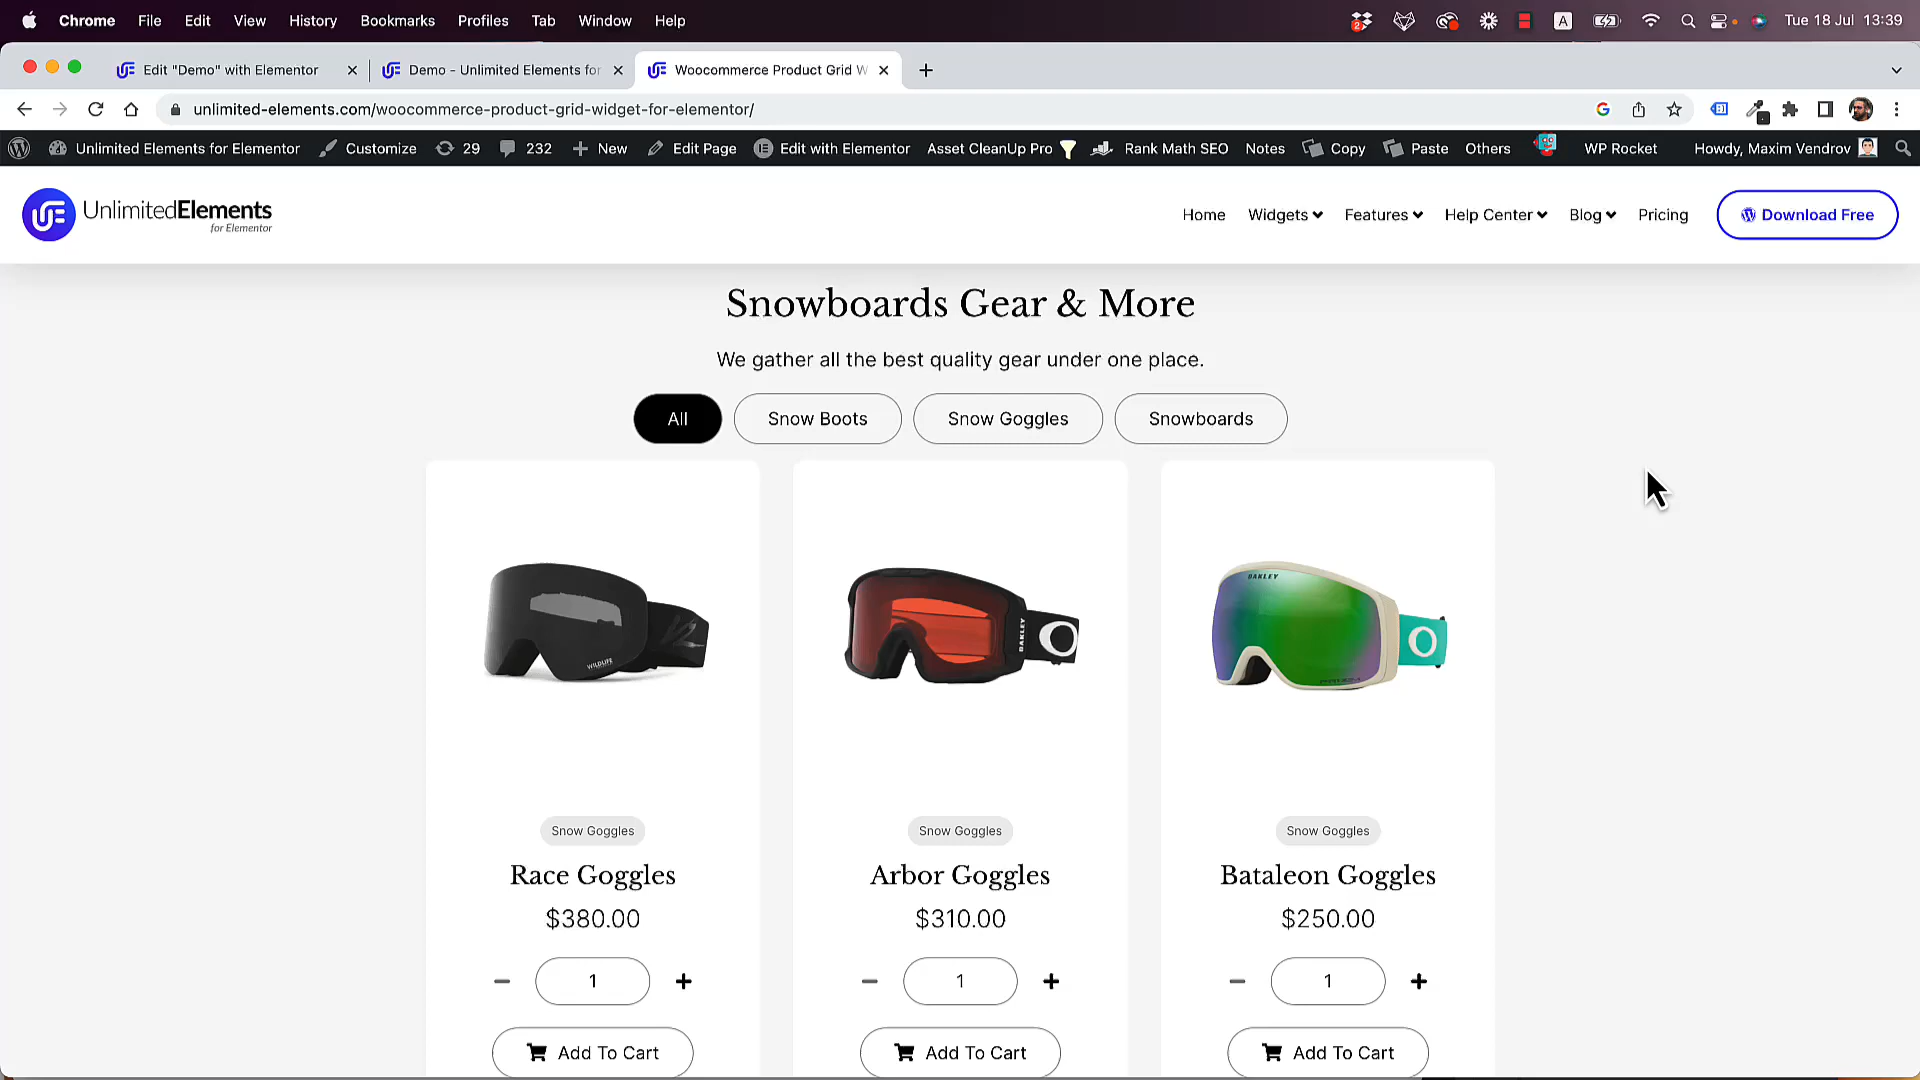 Chrome File Edit View History Bookmarks Profiles Tab Window Help 2 A Tue 18 Jul 13:39
Edit "Demo" with Elementor Demo - Unlimited Elements for Woocommerce Product Grid W
unlimited-elements.com/woocommerce-product-grid-widget-for-elementor/
Unlimited Elements for Elementor Customize 29 232 New Edit Page Edit with Elementor Asset CleanUp Pro Rank Math SEO Notes Copy Paste Others WP Rocket Howdy, Maxim Vendrov
UnlimitedElements
for Elementor
Home Widgets Features Help Center Blog Pricing Download Free
Snowboards Gear & More
We gather all the best quality gear under one place.
All Snow Boots Snow Goggles Snowboards
OAKLEY
OAKLEY
WILDLIFE
Snow Goggles Snow Goggles Snow Goggles
Race Goggles Arbor Goggles Bataleon Goggles
$380.00 $310.00 $250.00
− 1 + − 1 + − 1 +
Add To Cart Add To Cart Add To Cart